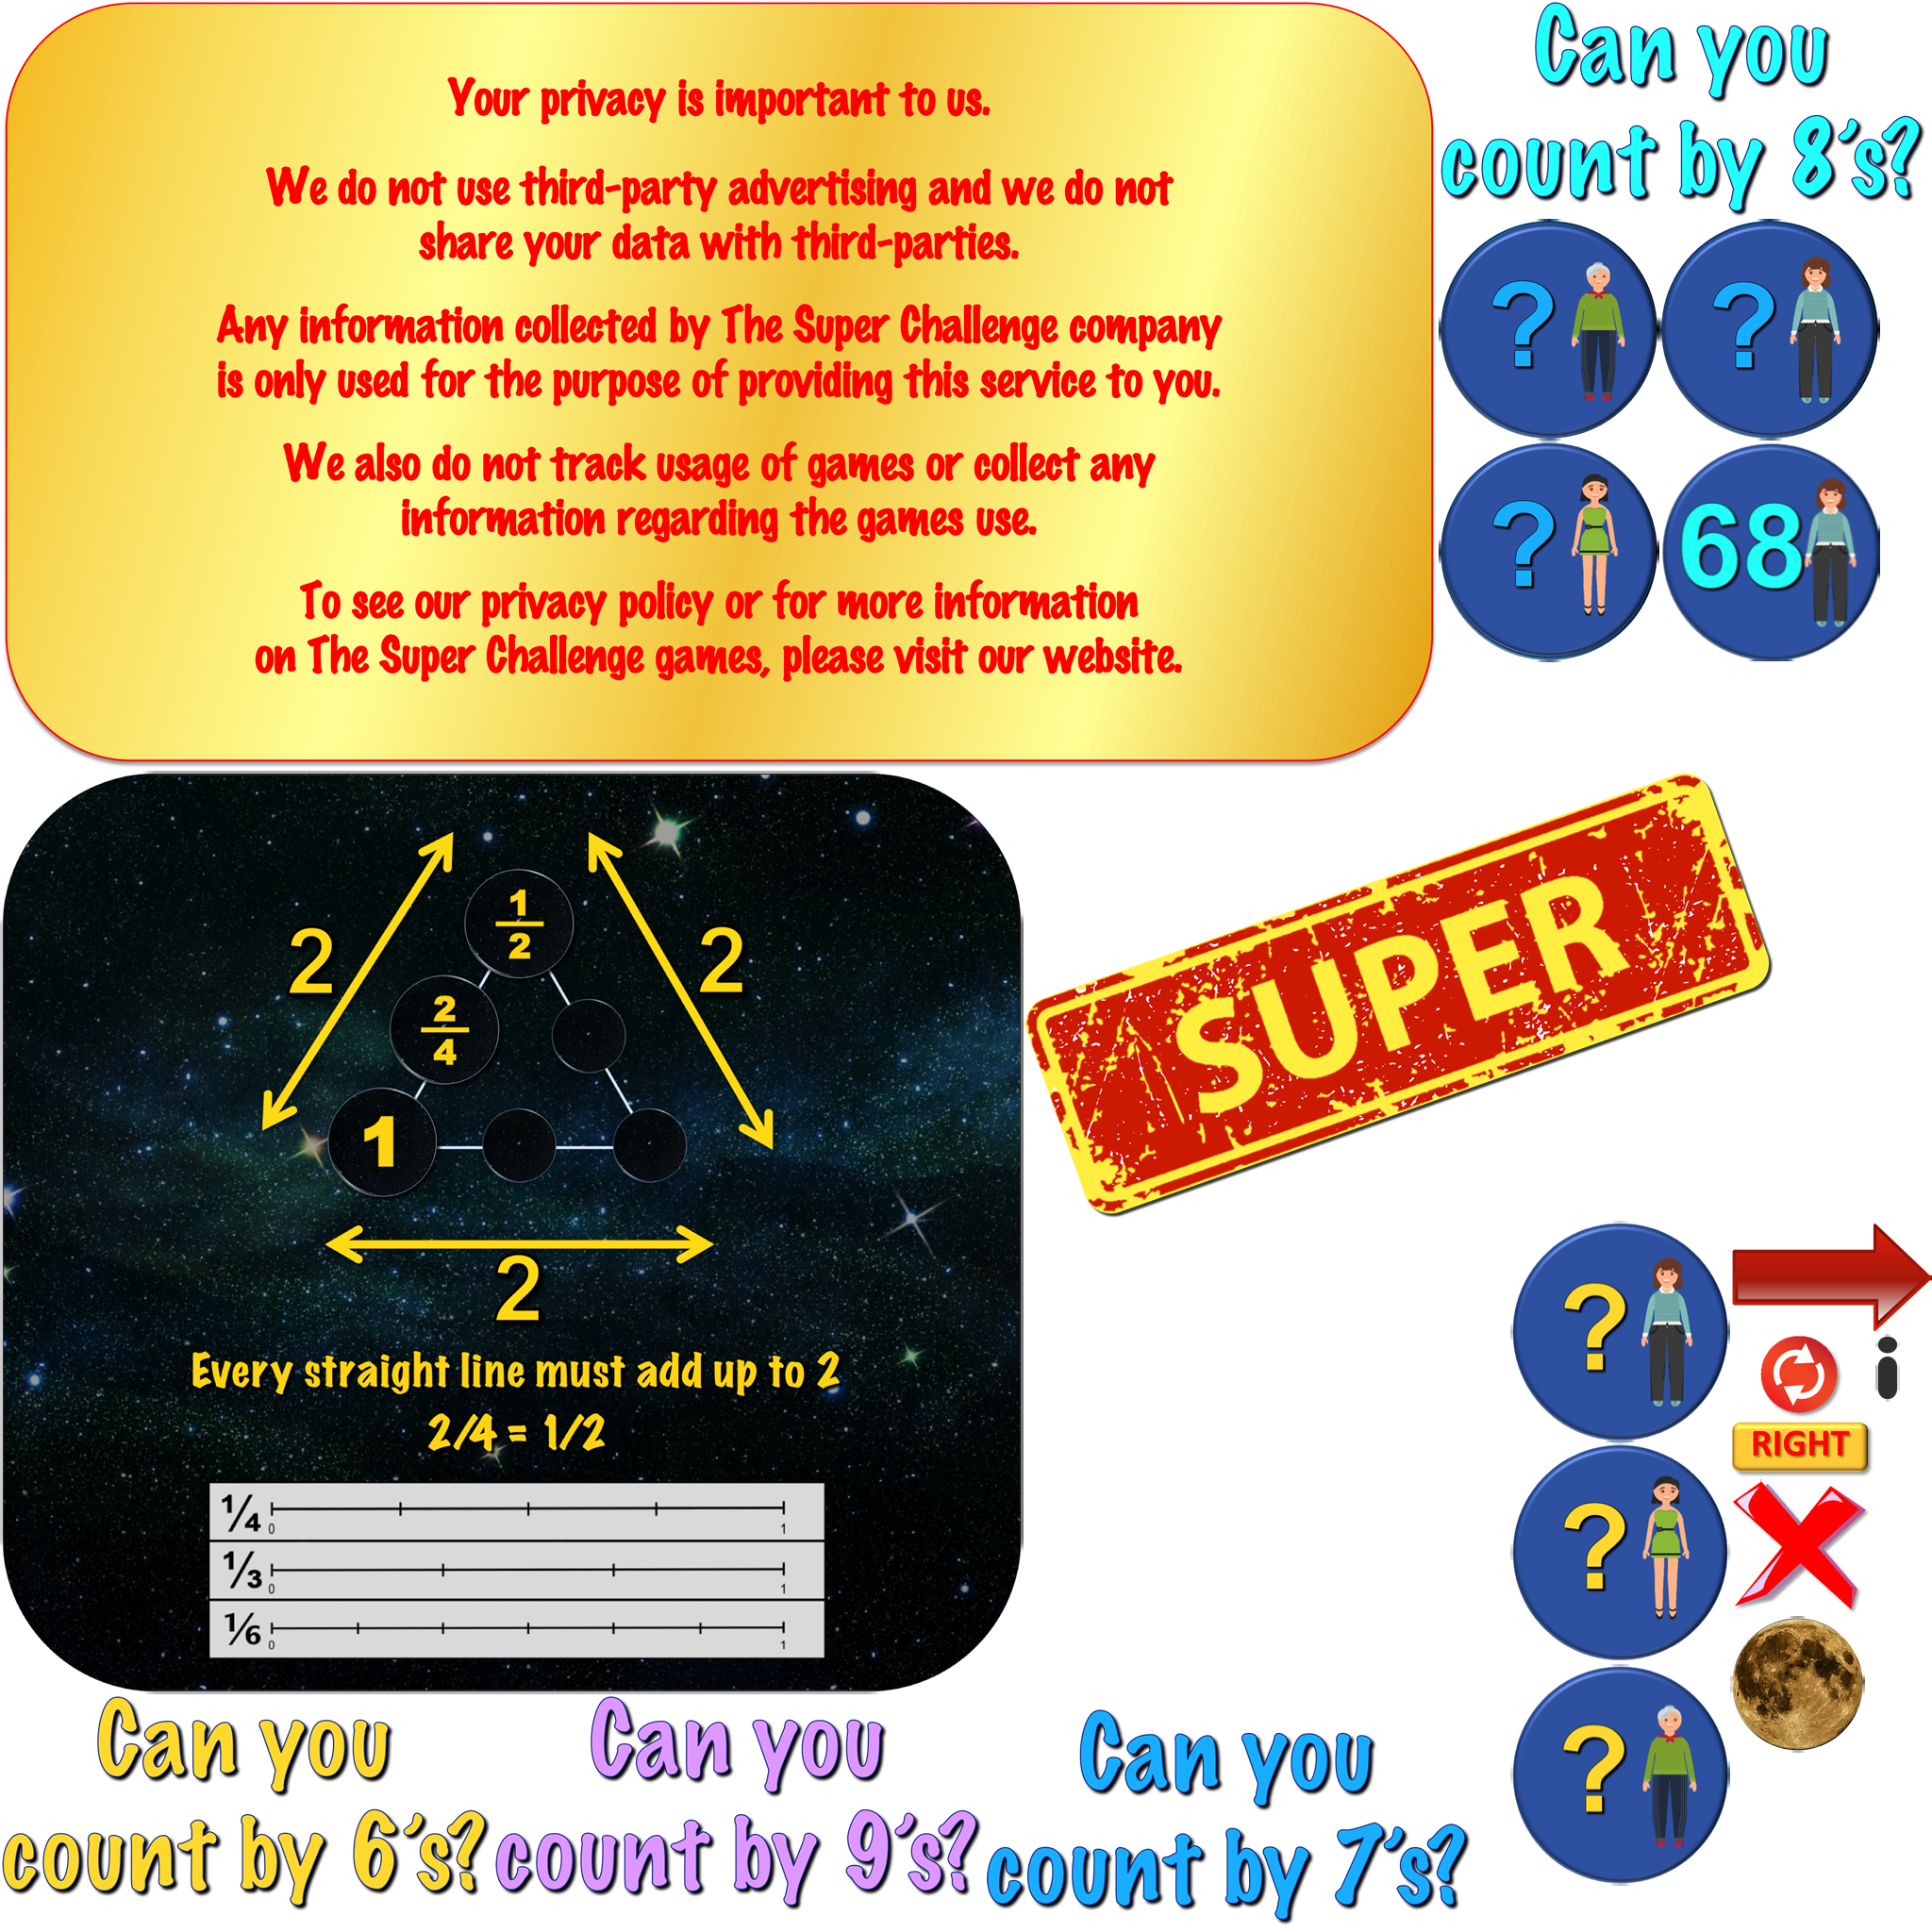 Your privacy is important to us.
We do not use third-party advertising and we do not
share your data with third-parties.
Any information collected by The Super Challenge company
is only used for the purpose of providing this service to you.
We also do not track usage of games or collect any
information regarding the games use.
To see our privacy policy or for more information
on The Super Challenge games, please visit our website.
Can you
count by 8's?
? ?
? 68
1
2
2 2
2
4
1
2
Every straight line must add up to 2
2/4 = 1/2
1/4 0 1
1/3 0 1
1/6 0 1
SUPER
?
i
RIGHT
?
?
Can you
count by 6's?
Can you
count by 9's?
Can you
count by 7's?